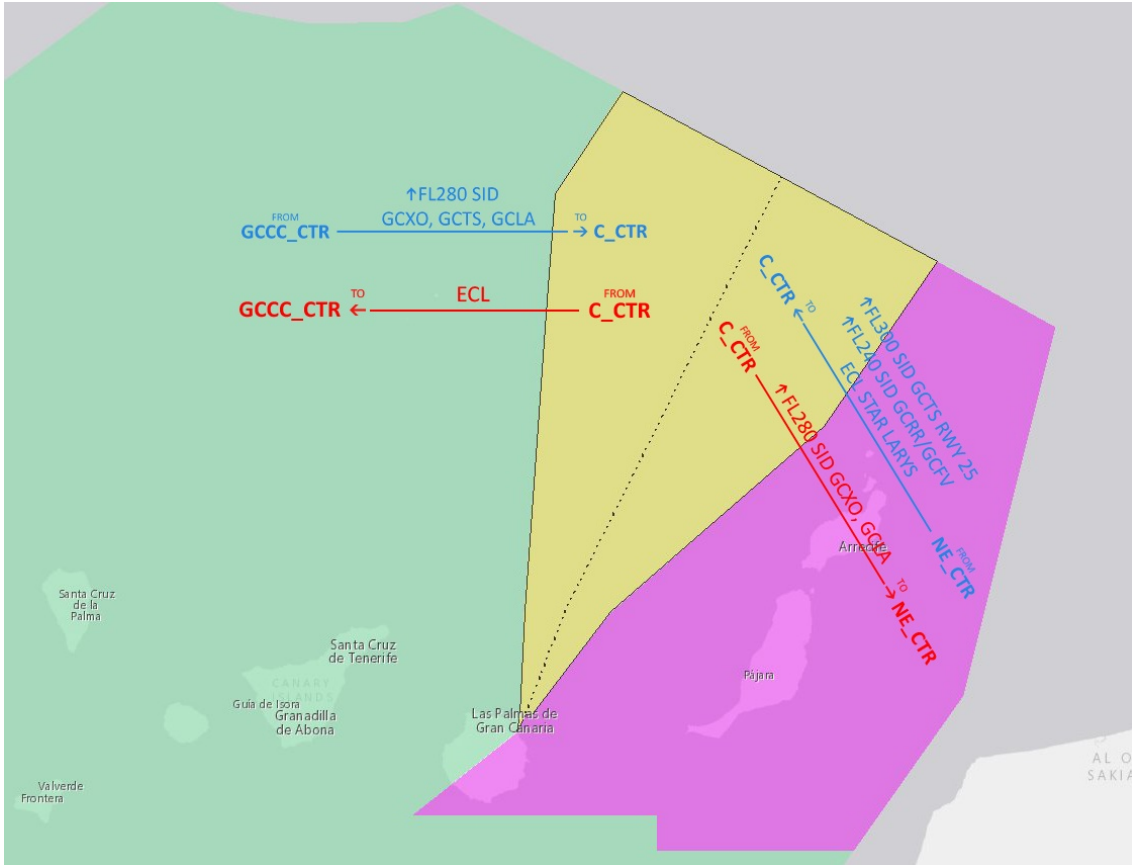 ↑FL280 SID
GCXO, GCTS, GCLA
FROM
GCCC_CTR
TO
→ C_CTR
GCCC_CTR
TO
←
ECL
FROM
C_CTR
C_CTR
TO
←
↑FL300 SID GCTS RWY 25
↑FL240 SID GCRR/GCFV
ECL STAR LARYS
FROM
NE_CTR
C_CTR
FROM
↑FL280 SID GCXO, GCLA
TO
→ NE_CTR
Arrecife
Santa Cruz
de la
Palma
Santa Cruz
de Tenerife
CANARY
ISLANDS
Guía de Isora
Granadilla
de Abona
Las Palmas de
Gran Canaria
Pájara
Valverde
Frontera
AL O
SAKIA